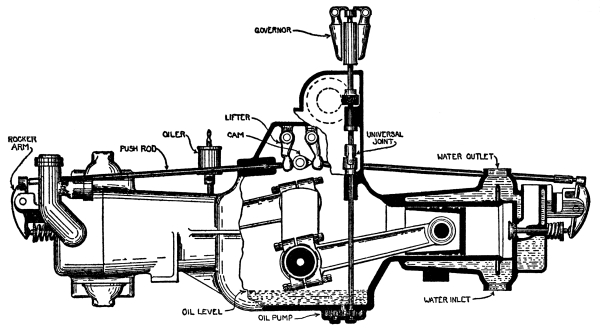 GOVERNOR
LIFTER
CAM
OILER
UNIVERSAL
JOINT
ROCKER
ARM
PUSH ROD
WATER OUTLET
OIL LEVEL
OIL PUMP
WATER INLET